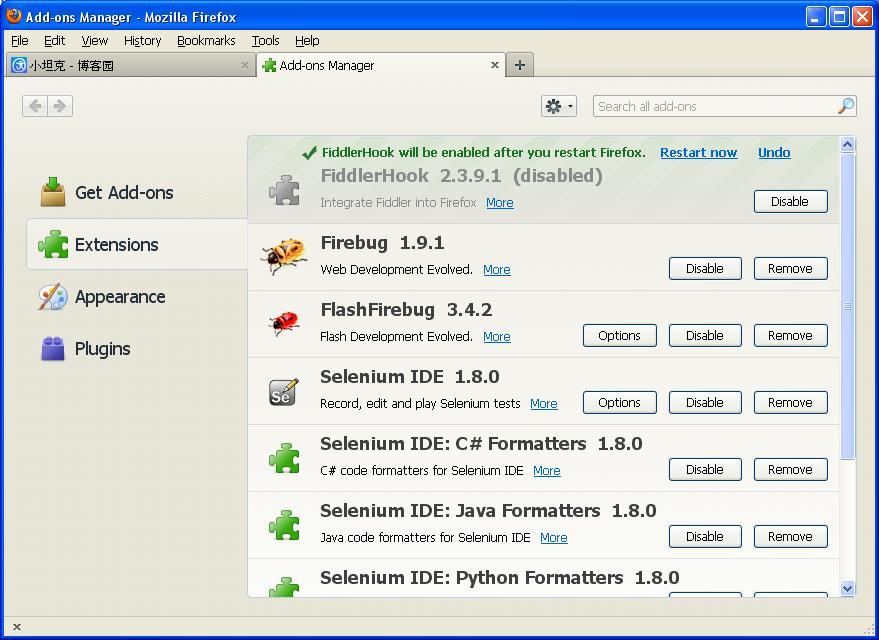 Add-ons Manager - Mozilla Firefox
File Edit View History Bookmarks Tools Help
小坦克 - 博客园
Add-ons Manager
Search all add-ons
FiddlerHook will be enabled after you restart Firefox. Restart now Undo
FiddlerHook 2.3.9.1 (disabled)
Integrate Fiddler into Firefox More
Disable
Get Add-ons
Extensions
Appearance
Plugins
Firebug 1.9.1
Web Development Evolved. More
Disable Remove
FlashFirebug 3.4.2
Flash Development Evolved. More
Options Disable Remove
Selenium IDE 1.8.0
Se
Record, edit and play Selenium tests More
Options Disable Remove
Selenium IDE: C# Formatters 1.8.0
C# code formatters for Selenium IDE More
Disable Remove
Selenium IDE: Java Formatters 1.8.0
Java code formatters for Selenium IDE More
Disable Remove
Selenium IDE: Python Formatters 1.8.0